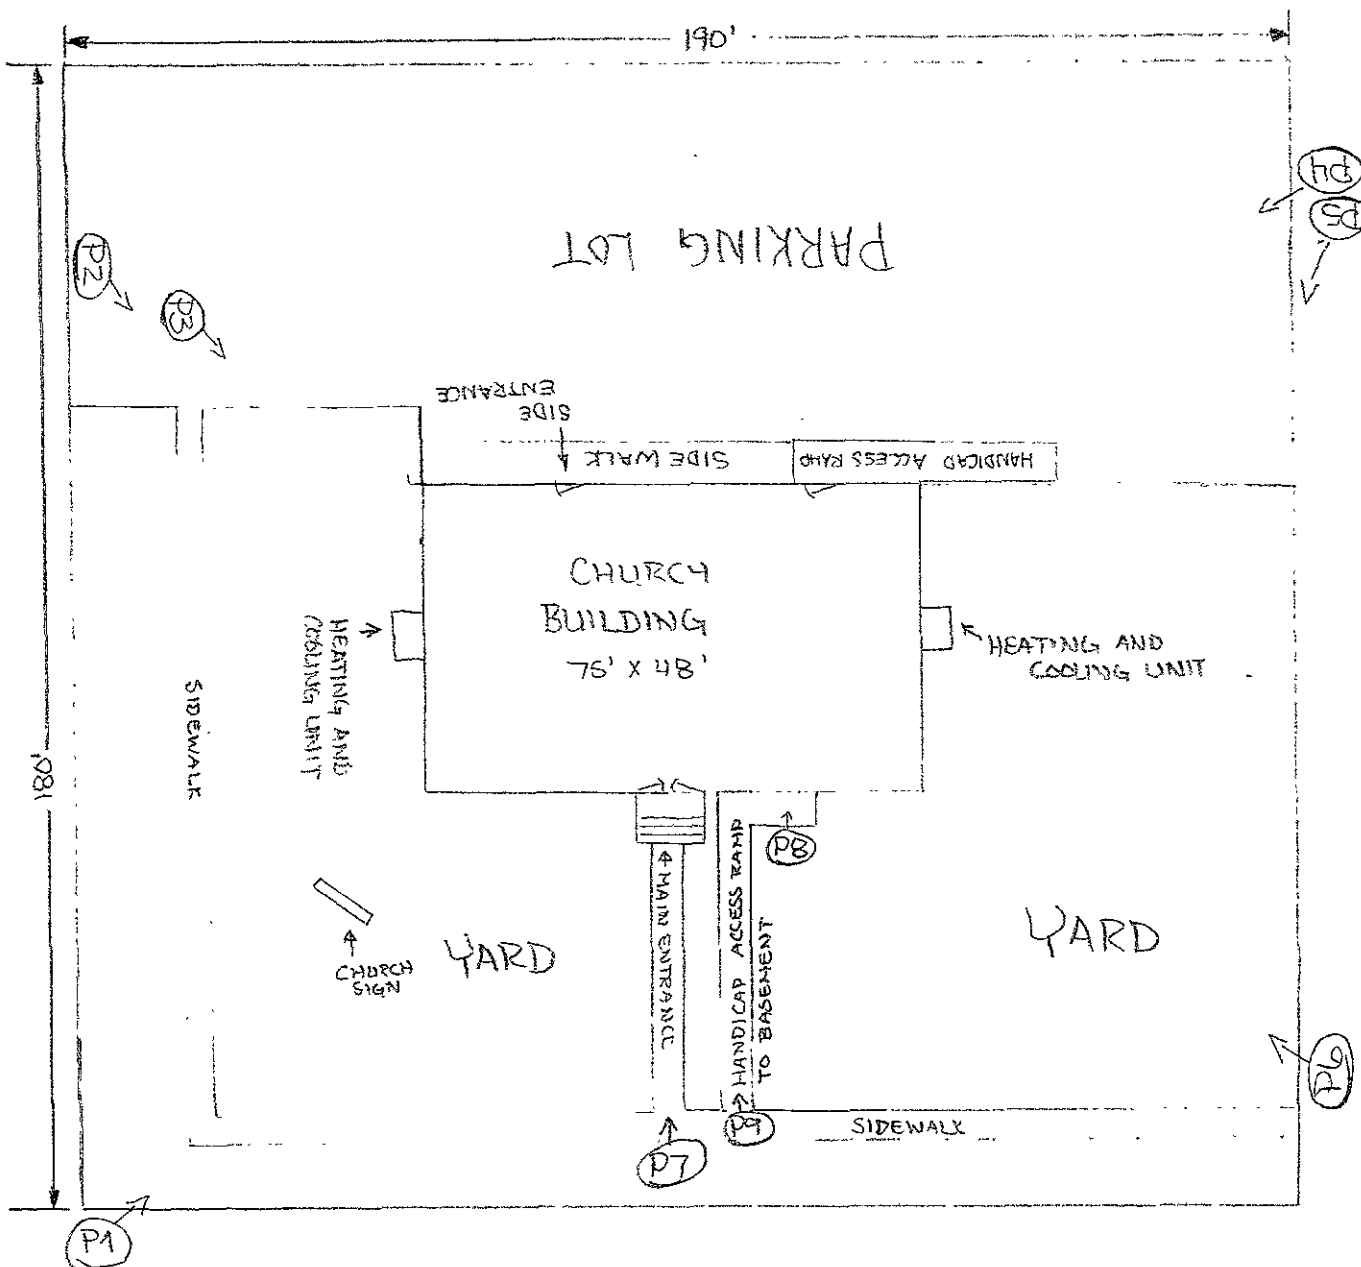 190'
P4
P5
PARKING LOT
P2
P3
SIDE
ENTRANCE
SIDE WALK
HANDICAP ACCESS RAMP
CHURCH
BUILDING
75' X 48'
HEATING AND
COOLING UNIT
HEATING AND
COOLING UNIT
SIDEWALK
180'
MAIN ENTRANCE
HANDICAP ACCESS RAMP
TO BASEMENT
P8
CHURCH
SIGN
YARD
YARD
P6
P9
SIDEWALK
P7
P1